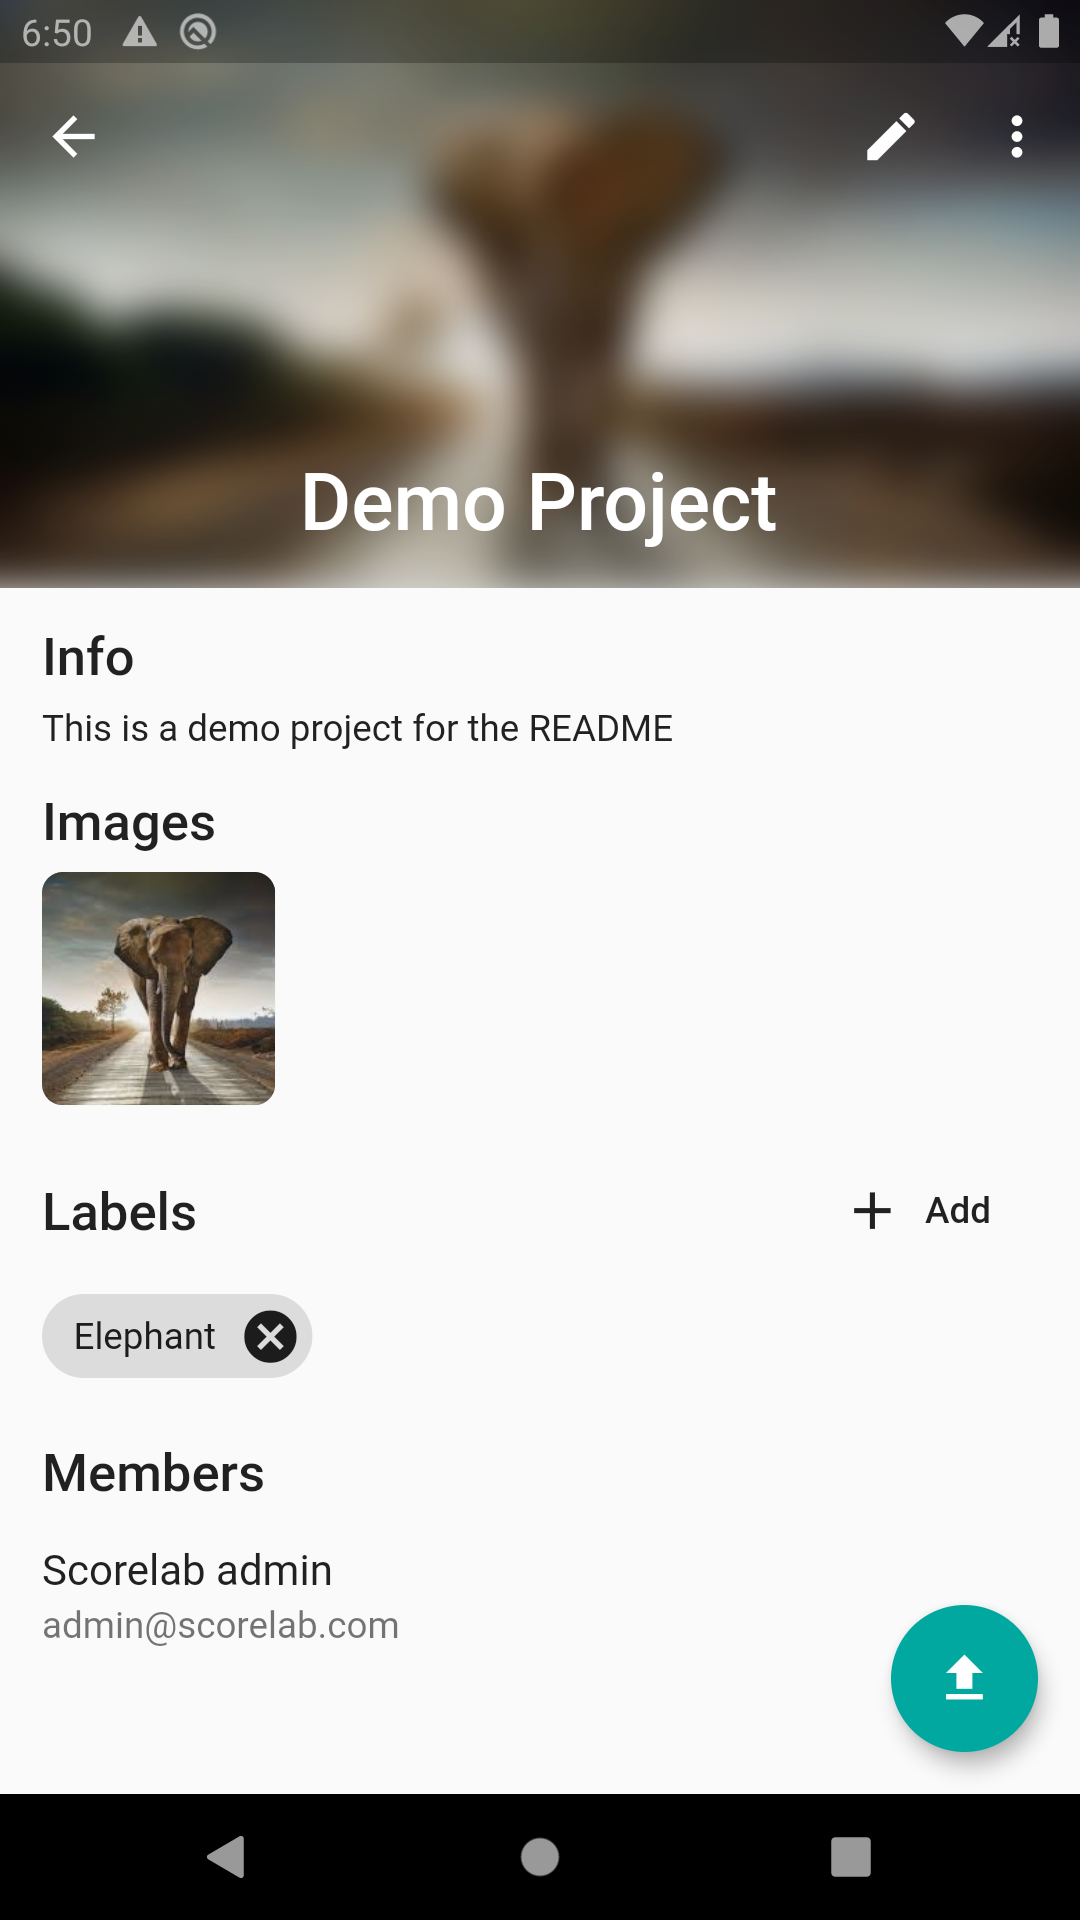 6:50
Demo Project
Info
This is a demo project for the README
Images
Labels
Add
Elephant
Members
Scorelab admin
admin@scorelab.com